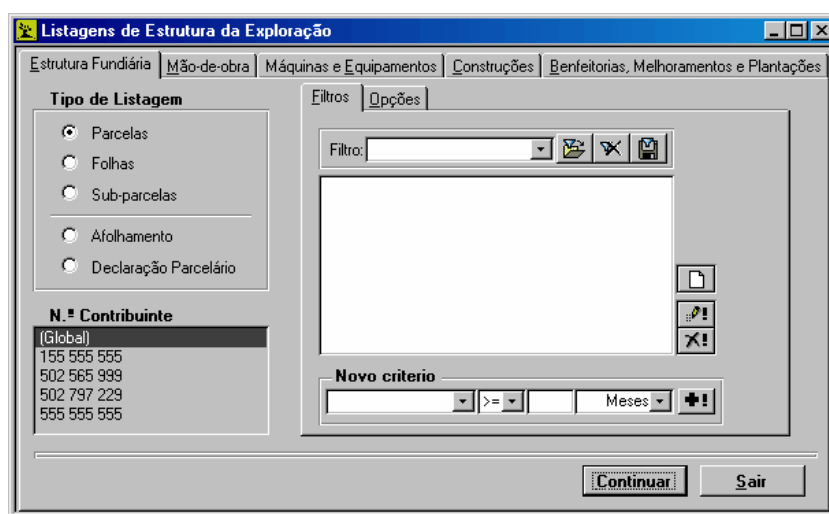 Listagens de Estrutura da Exploração
Estrutura Fundiária Mão-de-obra Máquinas e Equipamentos Construções Benfeitorias, Melhoramentos e Plantações
Tipo de Listagem
Parcelas
Folhas
Sub-parcelas
Afolhamento
Declaração Parcelário
N.º Contribuinte
(Global)
155 555 555
502 565 999
502 797 229
555 555 555
Filtros Opções
Filtro:
Novo criterio
>= Meses
Continuar Sair